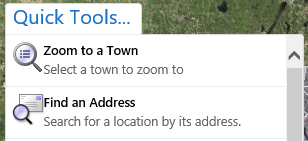 Quick Tools...
Zoom to a Town
Select a town to zoom to
Find an Address
Search for a location by its address.